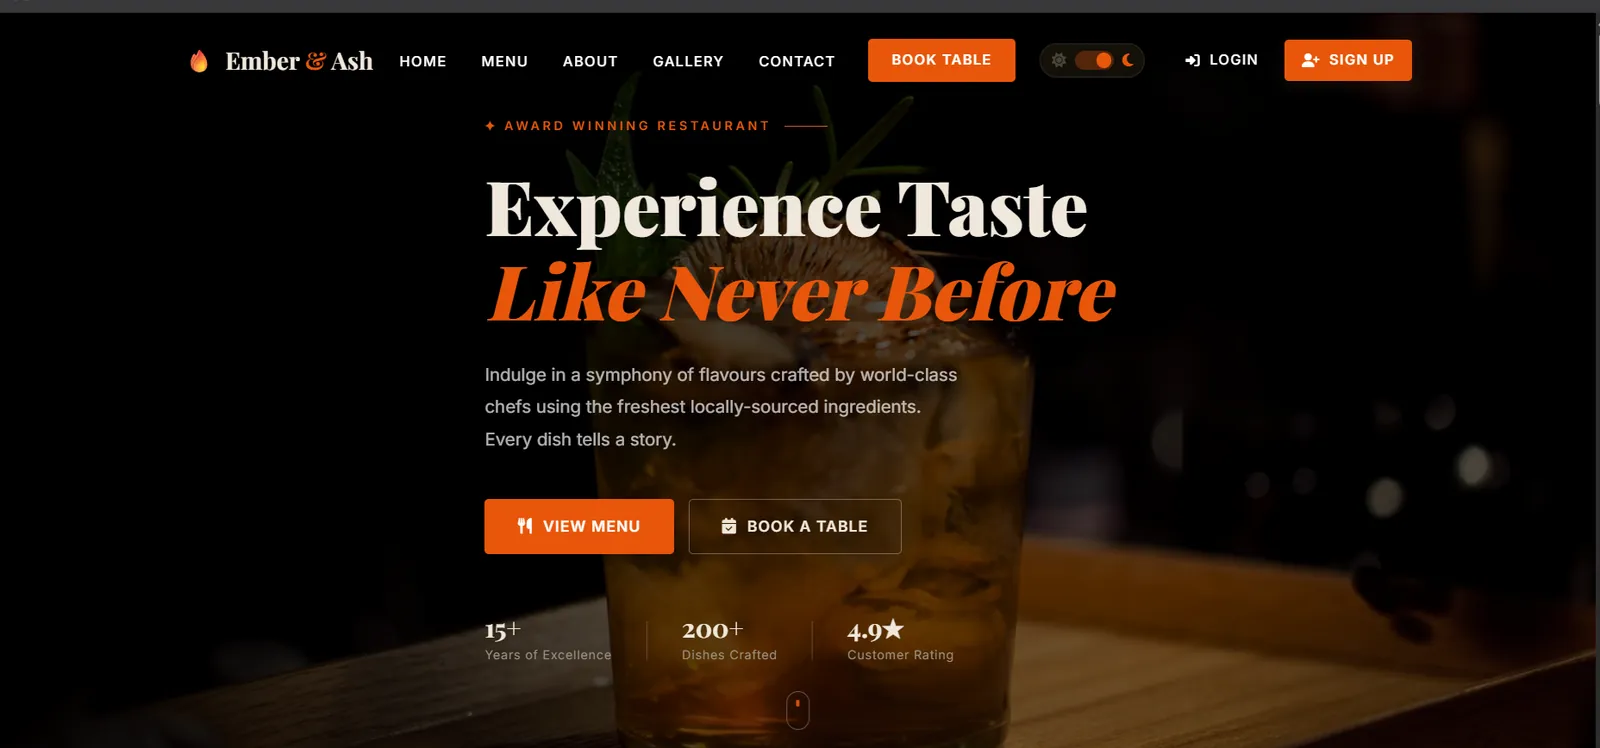 Ember & Ash
HOME
MENU
ABOUT
GALLERY
CONTACT
BOOK TABLE
LOGIN
SIGN UP
✦ AWARD WINNING RESTAURANT
Experience Taste
Like Never Before
Indulge in a symphony of flavours crafted by world-class
chefs using the freshest locally-sourced ingredients.
Every dish tells a story.
VIEW MENU
BOOK A TABLE
15+
Years of Excellence
200+
Dishes Crafted
4.9★
Customer Rating